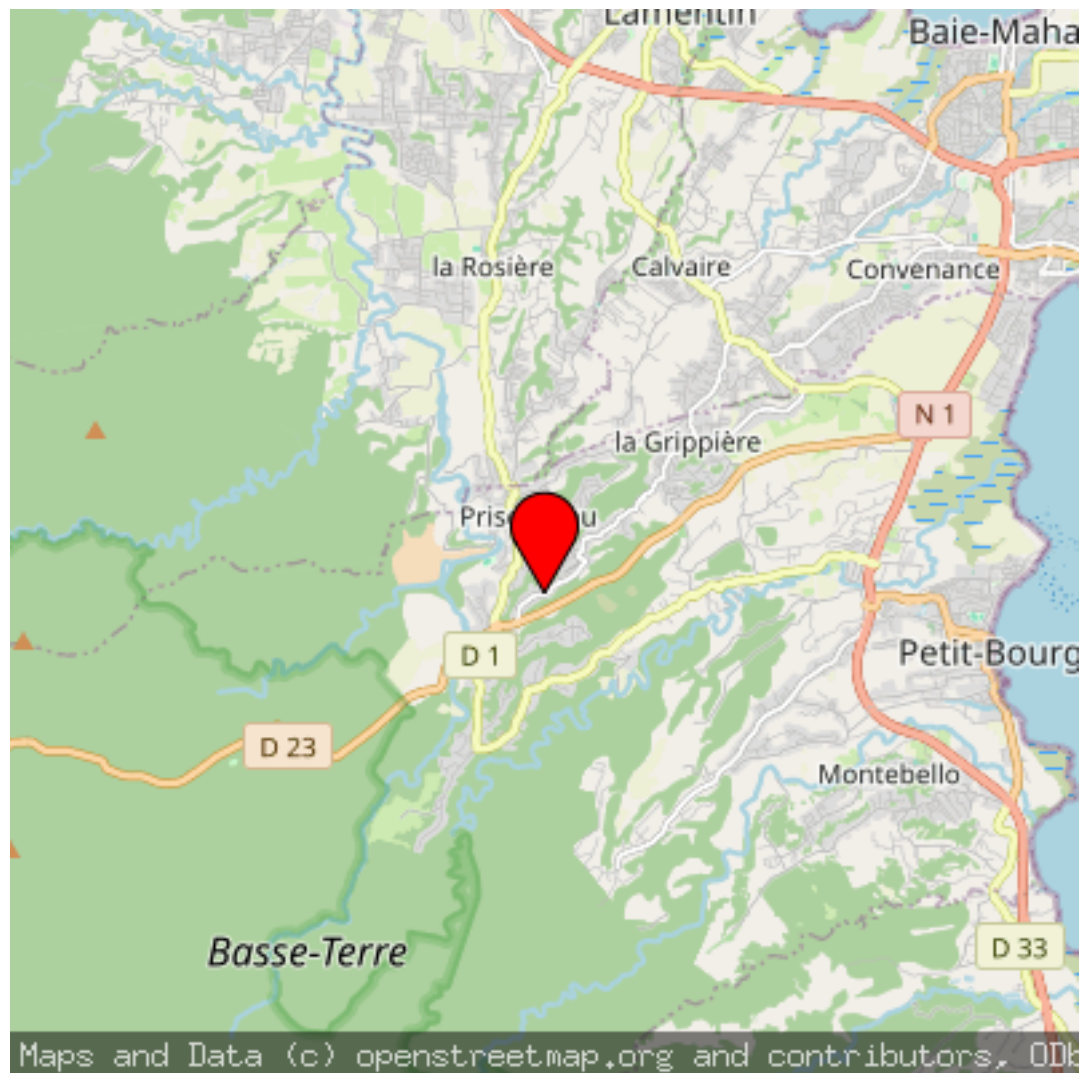 Lamentin
Baie-Maha
la Rosière
Calvaire
Convenance
N 1
la Grippière
D 1
Petit-Bourg
D 23
Montebello
Basse-Terre
D 33
Maps and Data (c) openstreetmap.org and contributors, ODb